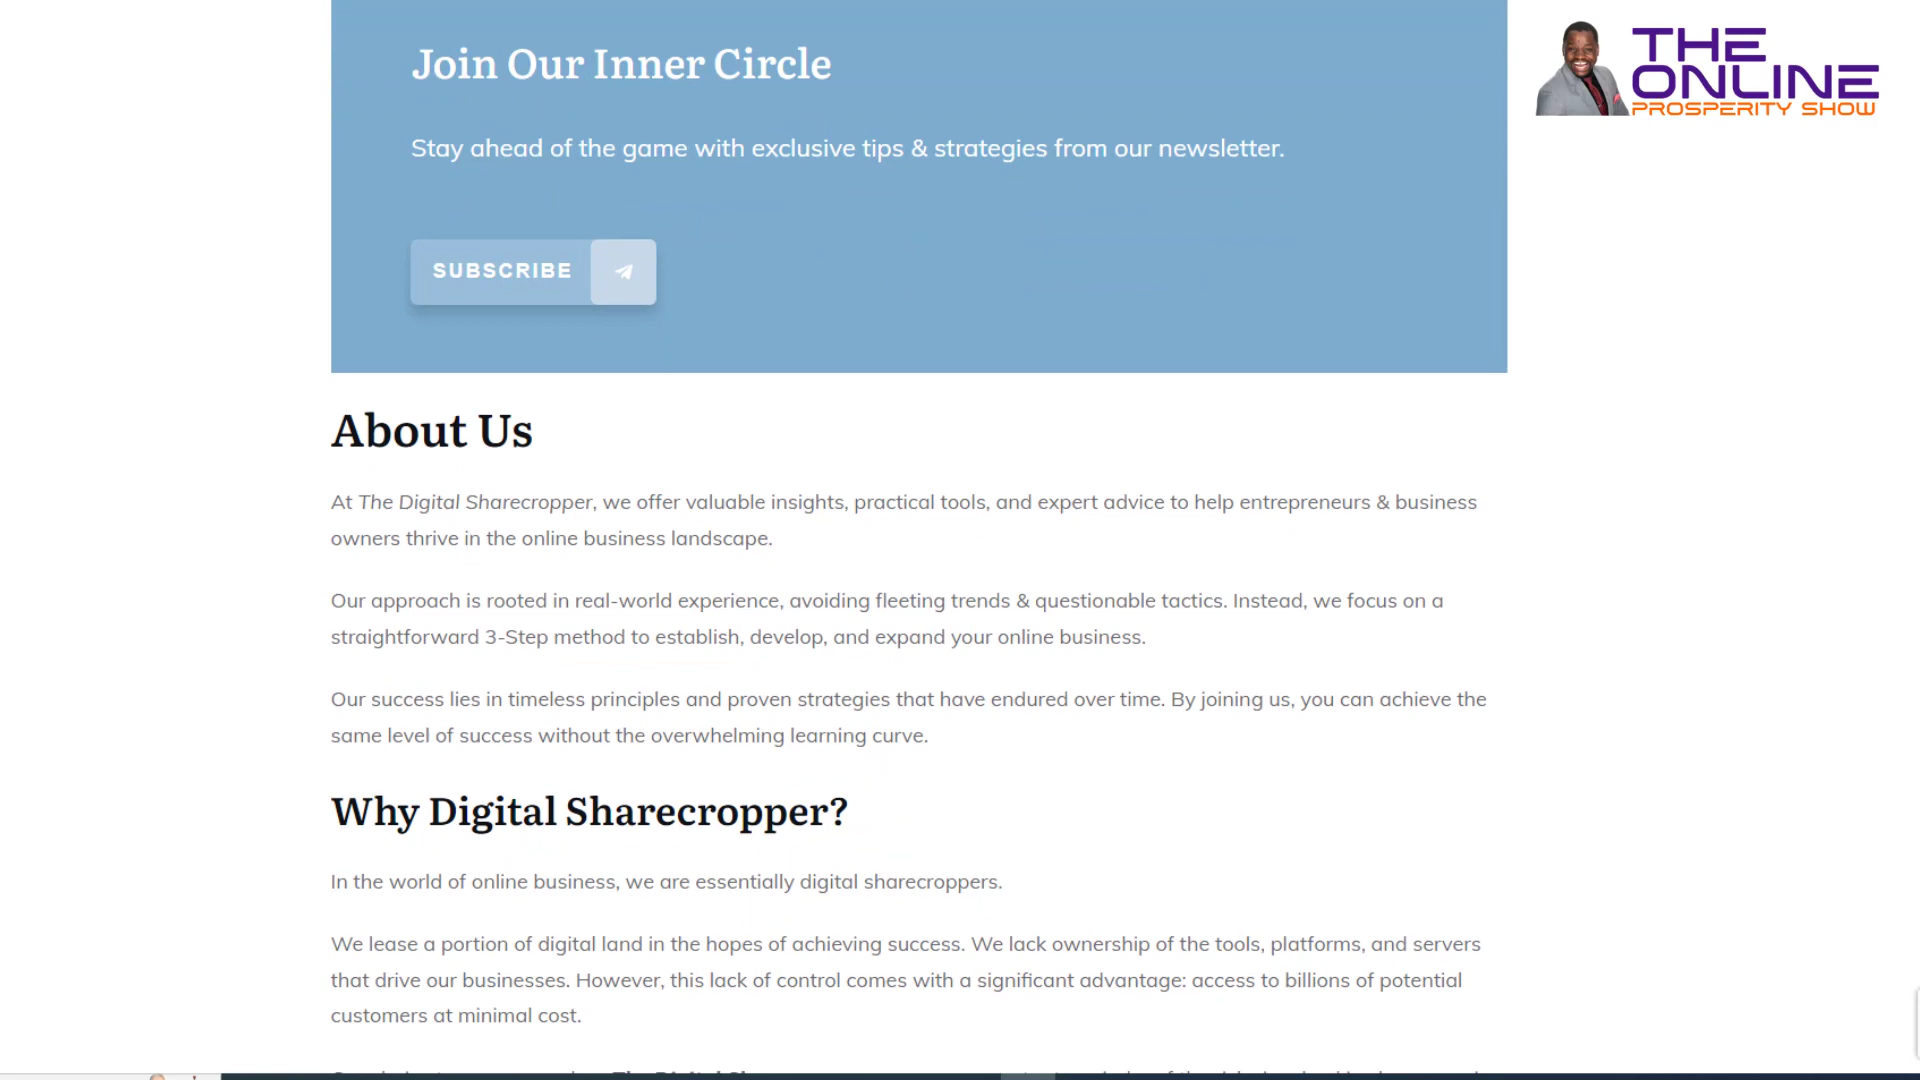 Join Our Inner Circle
THE
ONLINE
PROSPERITY SHOW
Stay ahead of the game with exclusive tips & strategies from our newsletter.
SUBSCRIBE
About Us
At The Digital Sharecropper, we offer valuable insights, practical tools, and expert advice to help entrepreneurs & business
owners thrive in the online business landscape.
Our approach is rooted in real-world experience, avoiding fleeting trends & questionable tactics. Instead, we focus on a
straightforward 3-Step method to establish, develop, and expand your online business.
Our success lies in timeless principles and proven strategies that have endured over time. By joining us, you can achieve the
same level of success without the overwhelming learning curve.
Why Digital Sharecropper?
In the world of online business, we are essentially digital sharecroppers.
We lease a portion of digital land in the hopes of achieving success. We lack ownership of the tools, platforms, and servers
that drive our businesses. However, this lack of control comes with a significant advantage: access to billions of potential
customers at minimal cost.